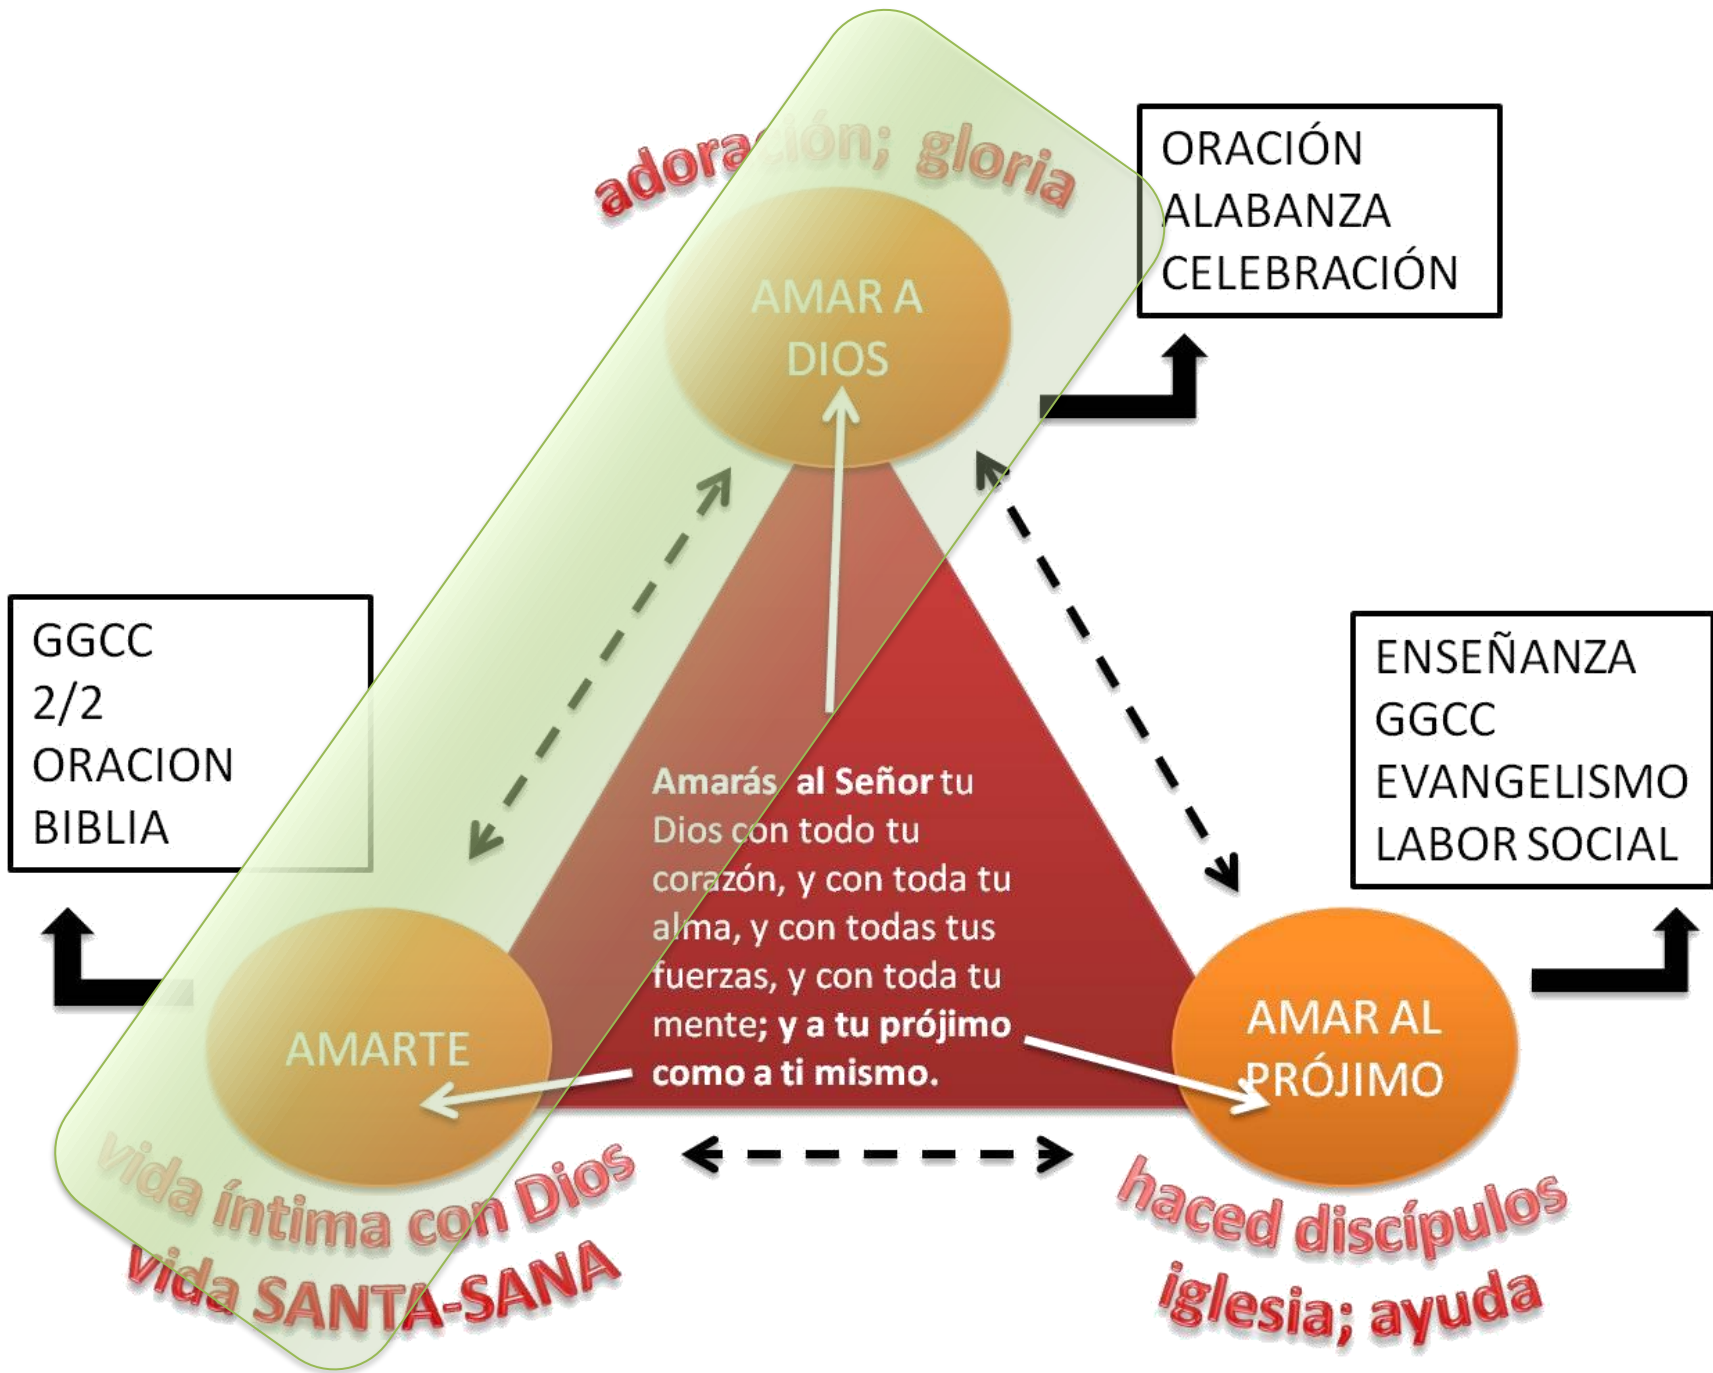 adoración; gloria
ORACIÓN
ALABANZA
CELEBRACIÓN
AMAR A
DIOS
GGCC
2/2
ORACION
BIBLIA
ENSEÑANZA
GGCC
EVANGELISMO
LABOR SOCIAL
Amarás al Señor tu
Dios con todo tu
corazón, y con toda tu
alma, y con todas tus
fuerzas, y con toda tu
mente; y a tu prójimo
como a ti mismo.
AMARTE
AMAR AL
PRÓJIMO
vida íntima con Dios
vida SANTA-SANA
haced discípulos
iglesia; ayuda